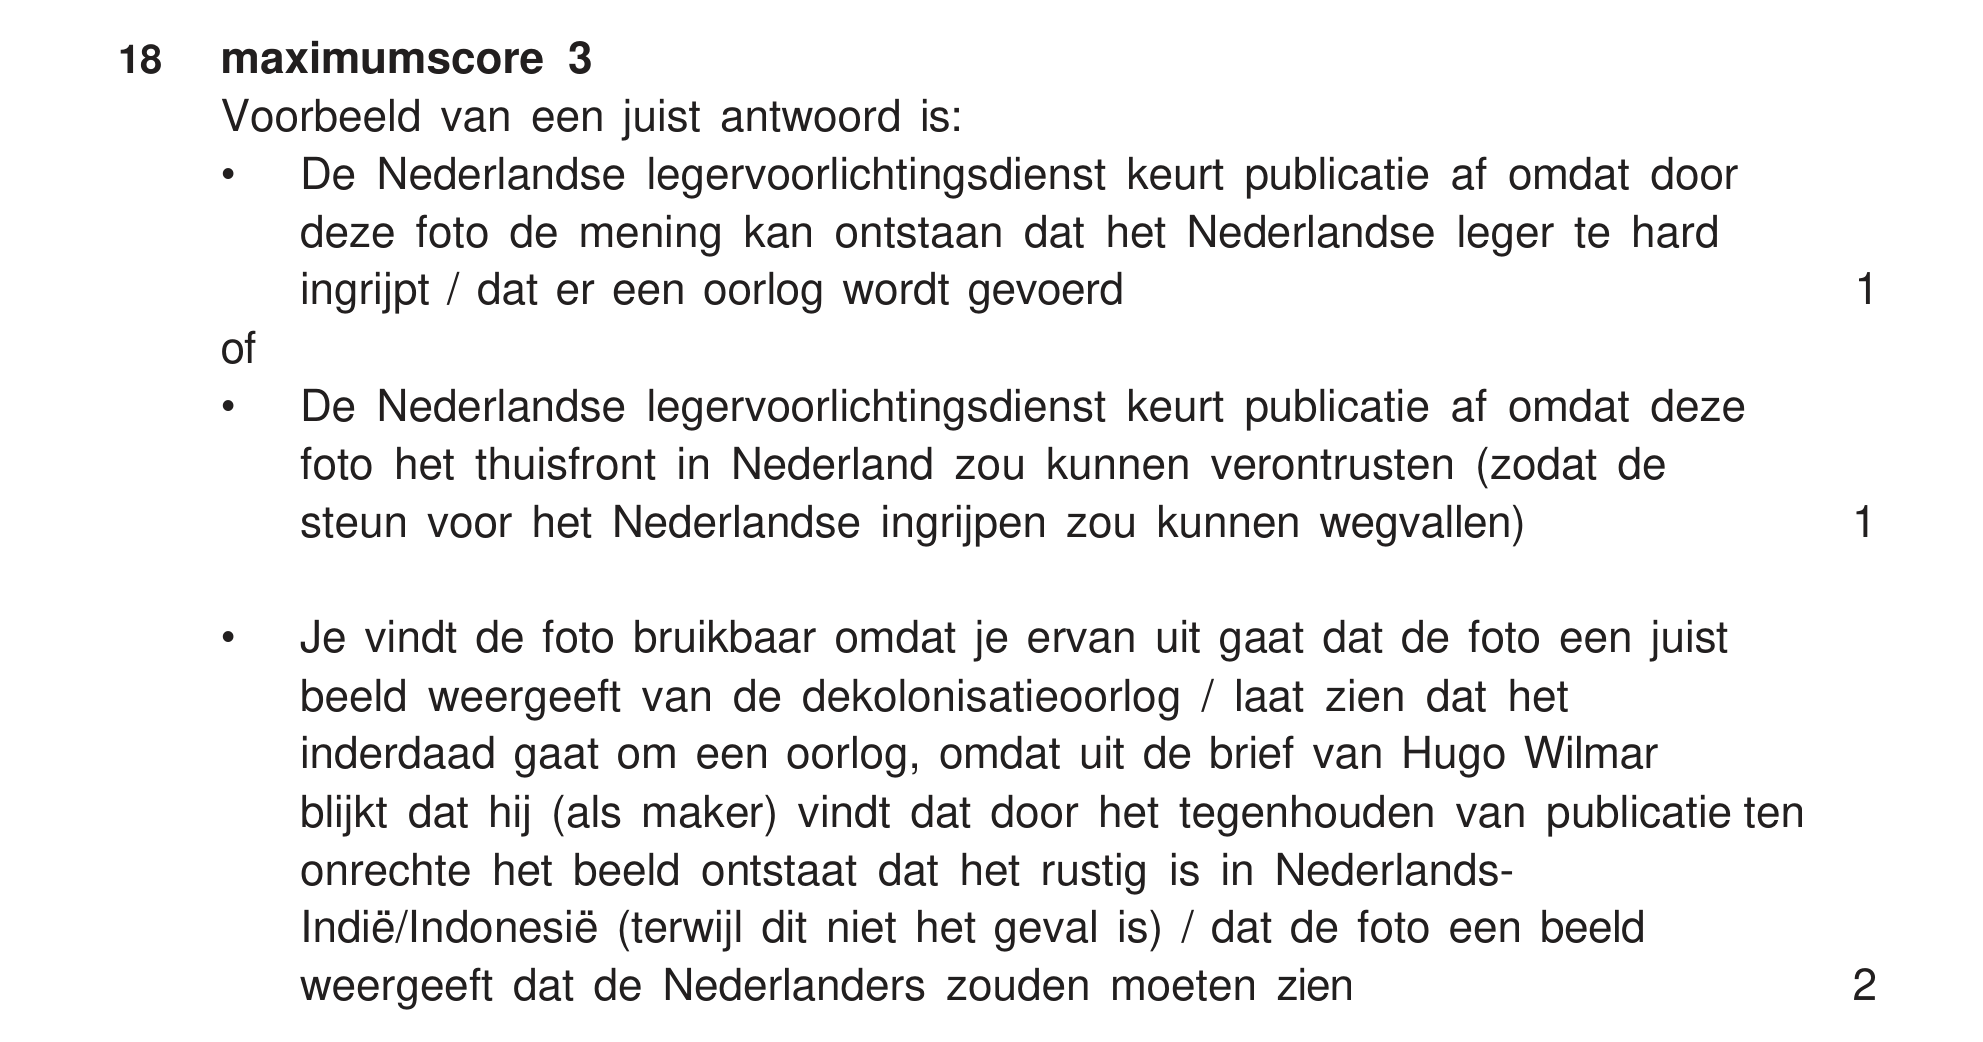 18 maximumscore 3
Voorbeeld van een juist antwoord is:
• De Nederlandse legervoorlichtingsdienst keurt publicatie af omdat door
deze foto de mening kan ontstaan dat het Nederlandse leger te hard
ingrijpt / dat er een oorlog wordt gevoerd 1
of
• De Nederlandse legervoorlichtingsdienst keurt publicatie af omdat deze
foto het thuisfront in Nederland zou kunnen verontrusten (zodat de
steun voor het Nederlandse ingrijpen zou kunnen wegvallen) 1
• Je vindt de foto bruikbaar omdat je ervan uit gaat dat de foto een juist
beeld weergeeft van de dekolonisatieoorlog / laat zien dat het
inderdaad gaat om een oorlog, omdat uit de brief van Hugo Wilmar
blijkt dat hij (als maker) vindt dat door het tegenhouden van publicatie ten
onrechte het beeld ontstaat dat het rustig is in Nederlands-
Indië/Indonesië (terwijl dit niet het geval is) / dat de foto een beeld
weergeeft dat de Nederlanders zouden moeten zien 2